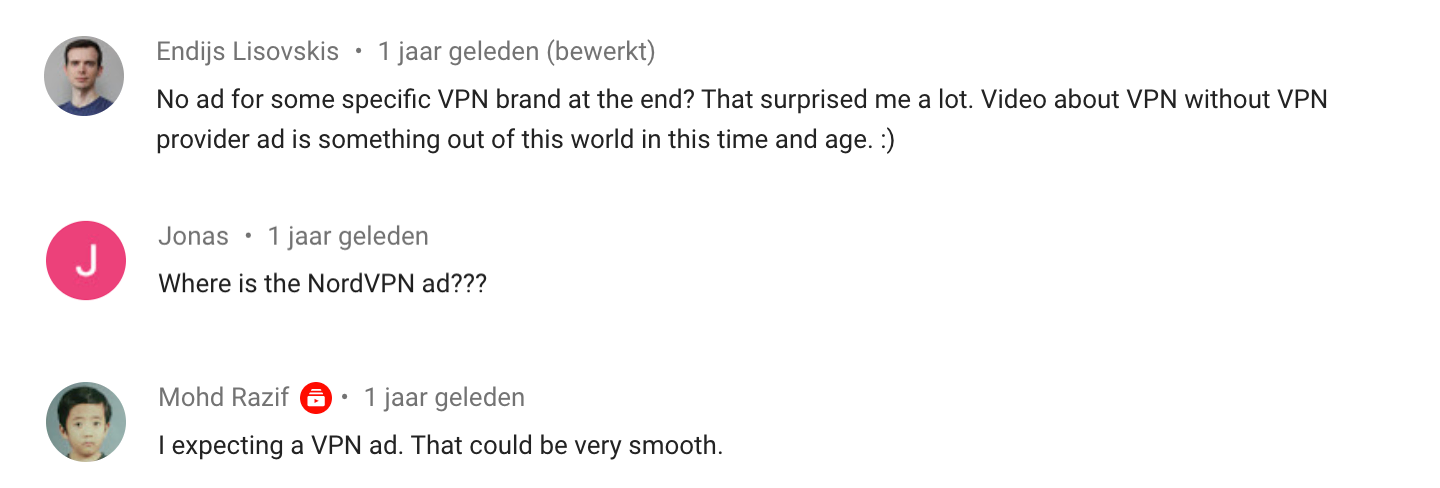 Endijs Lisovskis • 1 jaar geleden (bewerkt)
No ad for some specific VPN brand at the end? That surprised me a lot. Video about VPN without VPN
provider ad is something out of this world in this time and age. :)
J
Jonas • 1 jaar geleden
Where is the NordVPN ad???
Mohd Razif • 1 jaar geleden
I expecting a VPN ad. That could be very smooth.